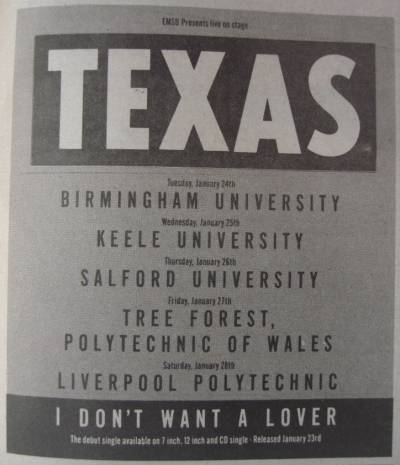 EMSO Presents live on stage
TEXAS
Tuesday, January 24th
BIRMINGHAM UNIVERSITY
Wednesday, January 25th
KEELE UNIVERSITY
Thursday, January 26th
SALFORD UNIVERSITY
Friday, January 27th
TREE FOREST,
POLYTECHNIC OF WALES
Saturday, January 28th
LIVERPOOL POLYTECHNIC
I DON'T WANT A LOVER
The debut single available on 7 inch, 12 inch and CD single · Released January 23rd